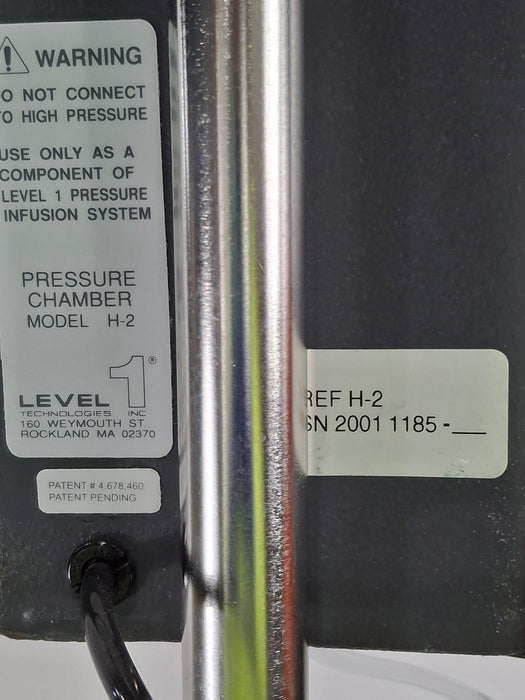 WARNING
O NOT CONNECT
TO HIGH PRESSURE
USE ONLY AS A
COMPONENT OF
LEVEL 1 PRESSURE
INFUSION SYSTEM
PRESSURE
CHAMBER
MODEL H-2
LEVEL 1®
TECHNOLOGIES INC
160 WEYMOUTH ST
ROCKLAND MA 02370
PATENT # 4,678,460
PATENT PENDING
REF H-2
SN 2001 1185 -___